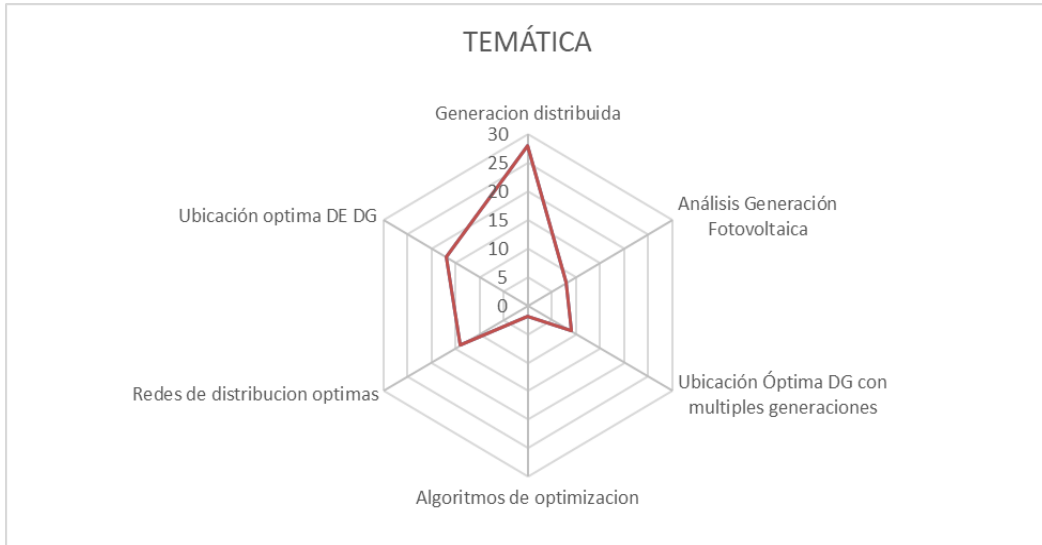 TEMÁTICA
Generacion distribuida
30
25
20
15
10
5
0
Análisis Generación
Fotovoltaica
Ubicación Óptima DG con
multiples generaciones
Algoritmos de optimizacion
Redes de distribucion optimas
Ubicación optima DE DG